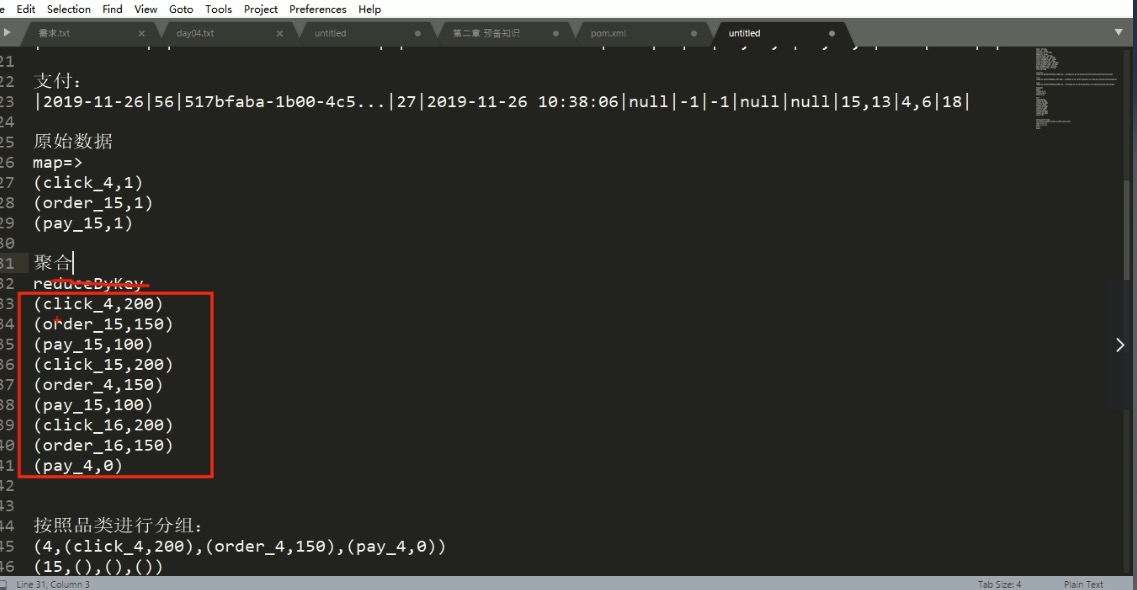 Edit Selection Find View Goto Tools Project Preferences Help
需求.txt day04.txt untitled 第二章 预备知识 pom.xml untitled
21
22 支付:
23 |2019-11-26|56|517bfaba-1b00-4c5...|27|2019-11-26 10:38:06|null|-1|-1|null|null|15,13|4,6|18|
24
25 原始数据
26 map=>
27 (click_4,1)
28 (order_15,1)
29 (pay_15,1)
30
31 聚合
32 reduceByKey
33 (click_4,200)
34 (order_15,150)
35 (pay_15,100)
36 (click_15,200)
37 (order_4,150)
38 (pay_15,100)
39 (click_16,200)
40 (order_16,150)
41 (pay_4,0)
42
43
44 按照品类进行分组:
45 (4,(click_4,200),(order_4,150),(pay_4,0))
46 (15,(),(),())
Line 31, Column 3 Tab Size: 4 Plain Text